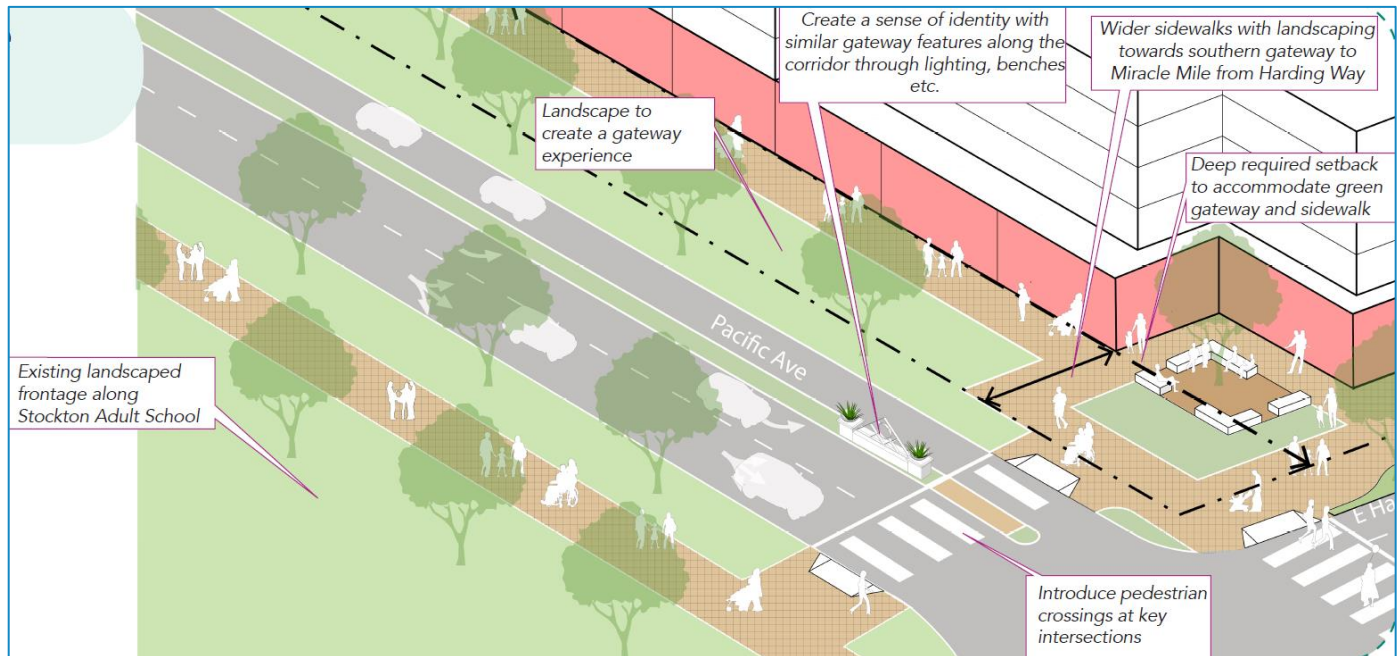 Create a sense of identity with
similar gateway features along the
corridor through lighting, benches
etc.
Wider sidewalks with landscaping
towards southern gateway to
Miracle Mile from Harding Way
Landscape to
create a gateway
experience
Deep required setback
to accommodate green
gateway and sidewalk
Pacific Ave
Existing landscaped
frontage along
Stockton Adult School
E Ha
Introduce pedestrian
crossings at key
intersections